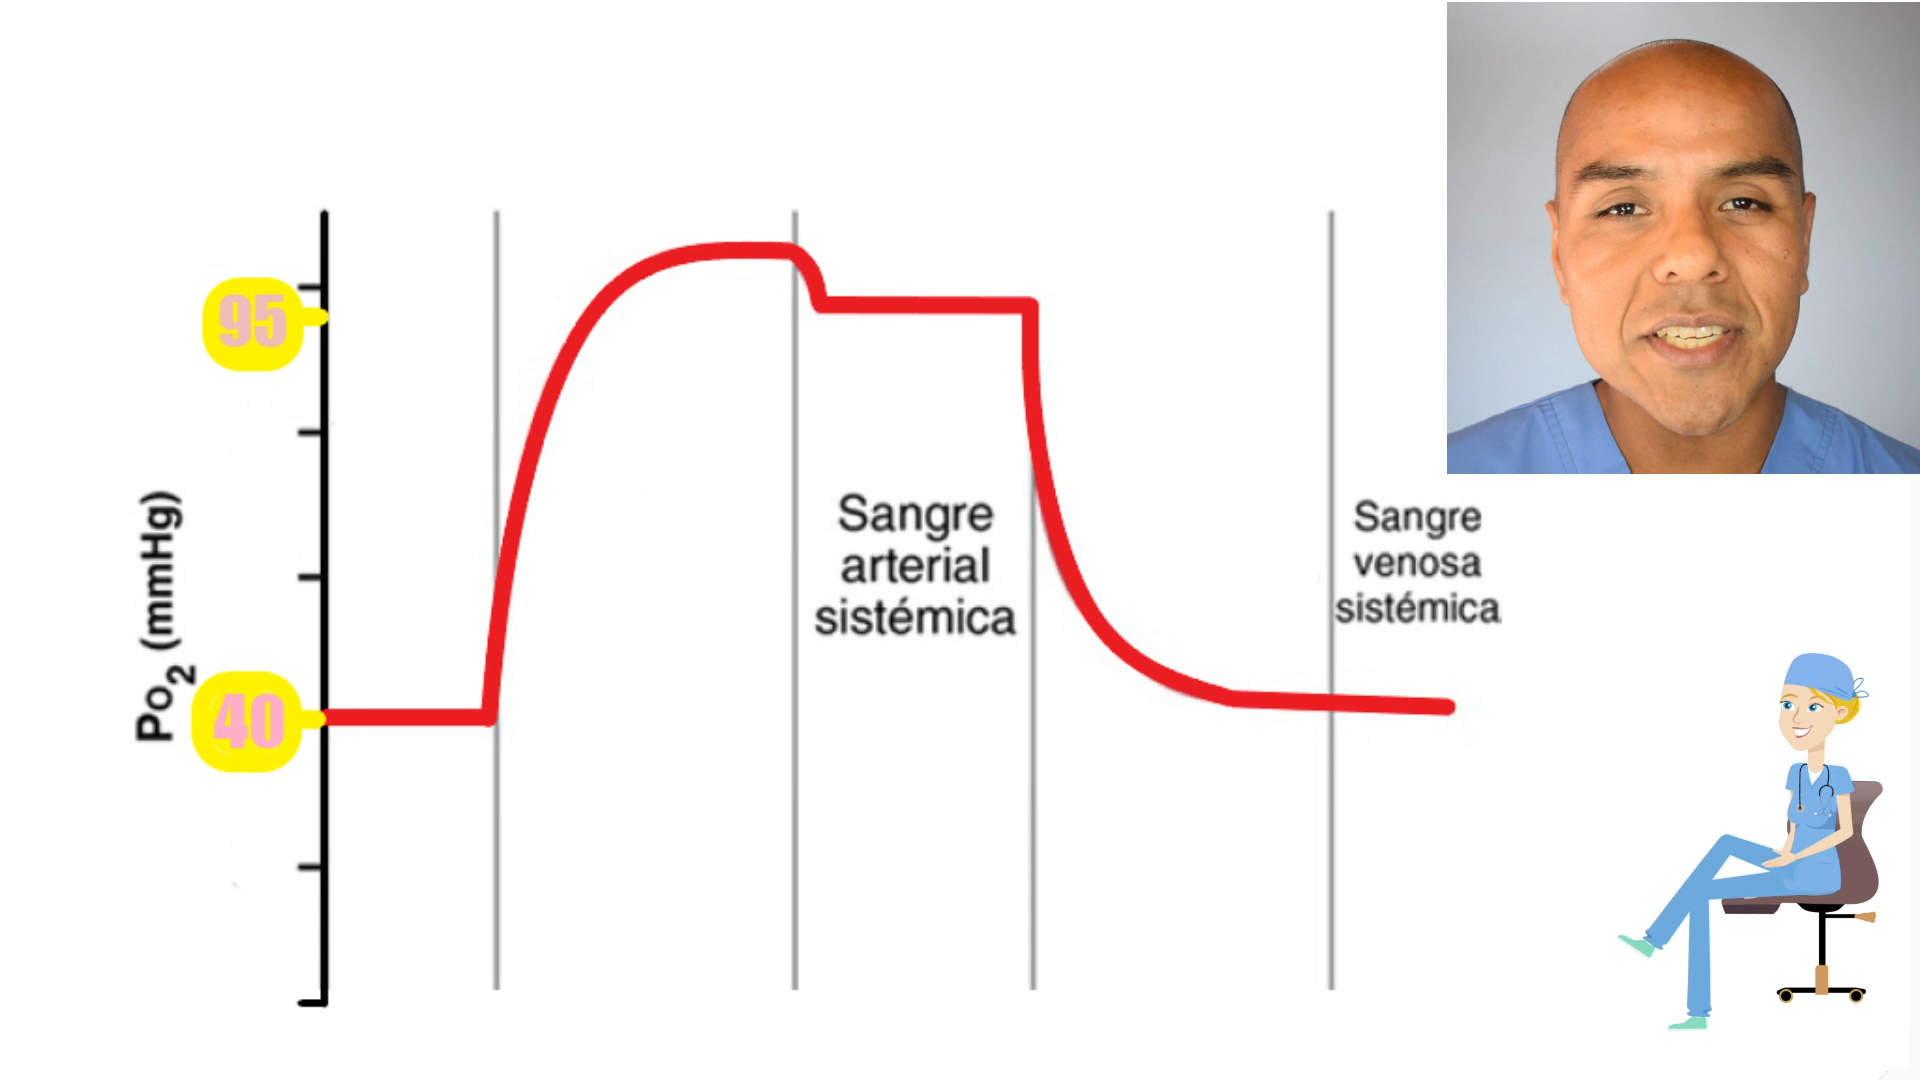 95
40
Po2 (mmHg)
Sangre
arterial
sistémica
Sangre
venosa
sistémica